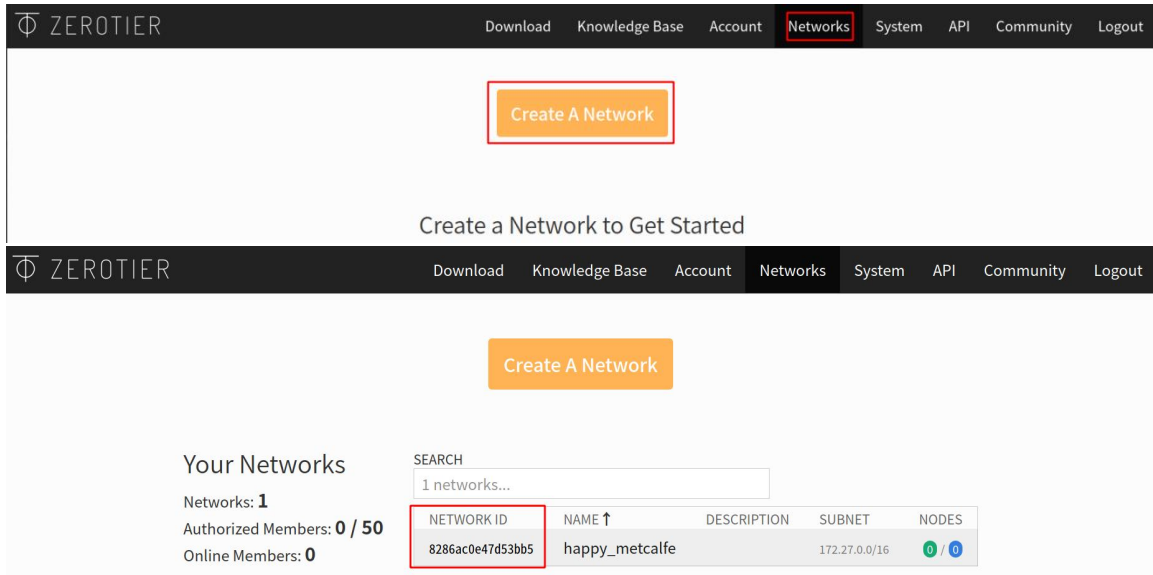 ZEROTIER Download Knowledge Base Account Networks System API Community Logout
Create A Network
Create a Network to Get Started
ZEROTIER Download Knowledge Base Account Networks System API Community Logout
Create A Network
Your Networks
Networks: 1
Authorized Members: 0 / 50
Online Members: 0
SEARCH
1 networks...
NETWORK ID NAME ↑ DESCRIPTION SUBNET NODES
8286ac0e47d53bb5 happy_metcalfe 172.27.0.0/16 0 / 0